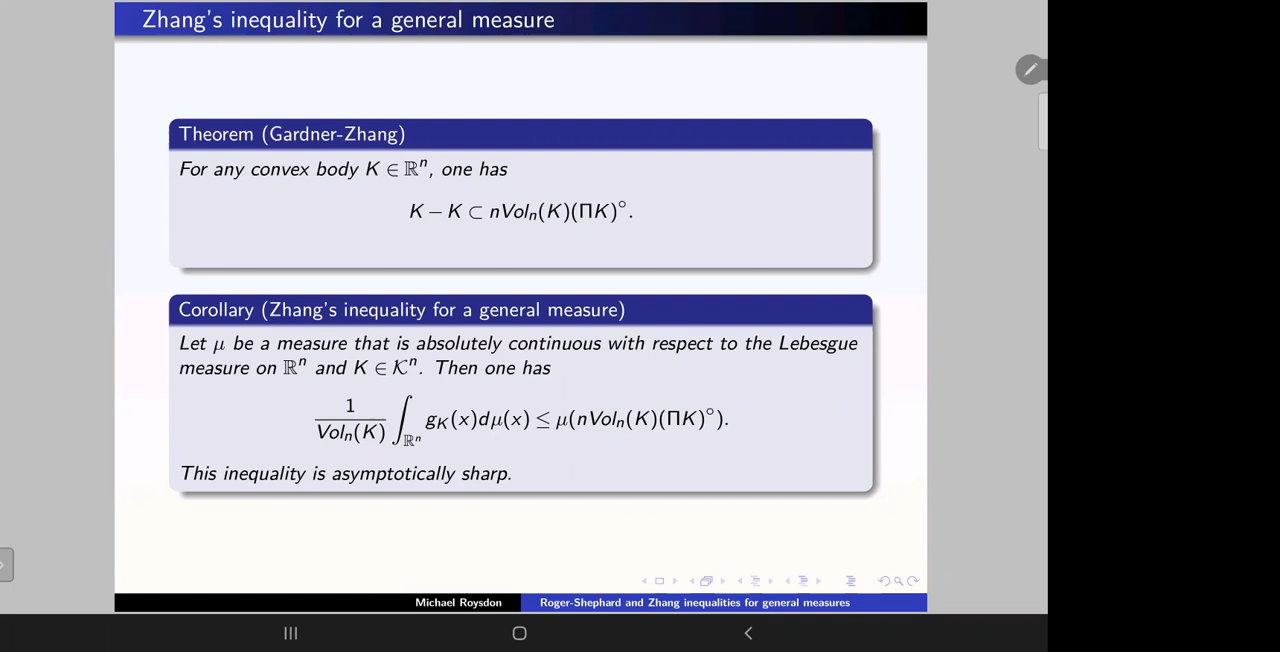 Zhang's inequality for a general measure
Theorem (Gardner-Zhang)
For any convex body K ∈ ℝⁿ, one has
K − K ⊂ nVolₙ(K)(ΠK)°.
Corollary (Zhang's inequality for a general measure)
Let μ be a measure that is absolutely continuous with respect to the Lebesgue
measure on ℝⁿ and K ∈ 𝒦ⁿ. Then one has
1/Volₙ(K) ∫_ℝⁿ g_K(x)dμ(x) ≤ μ(nVolₙ(K)(ΠK)°).
This inequality is asymptotically sharp.
Michael Roysdon
Roger-Shephard and Zhang inequalities for general measures